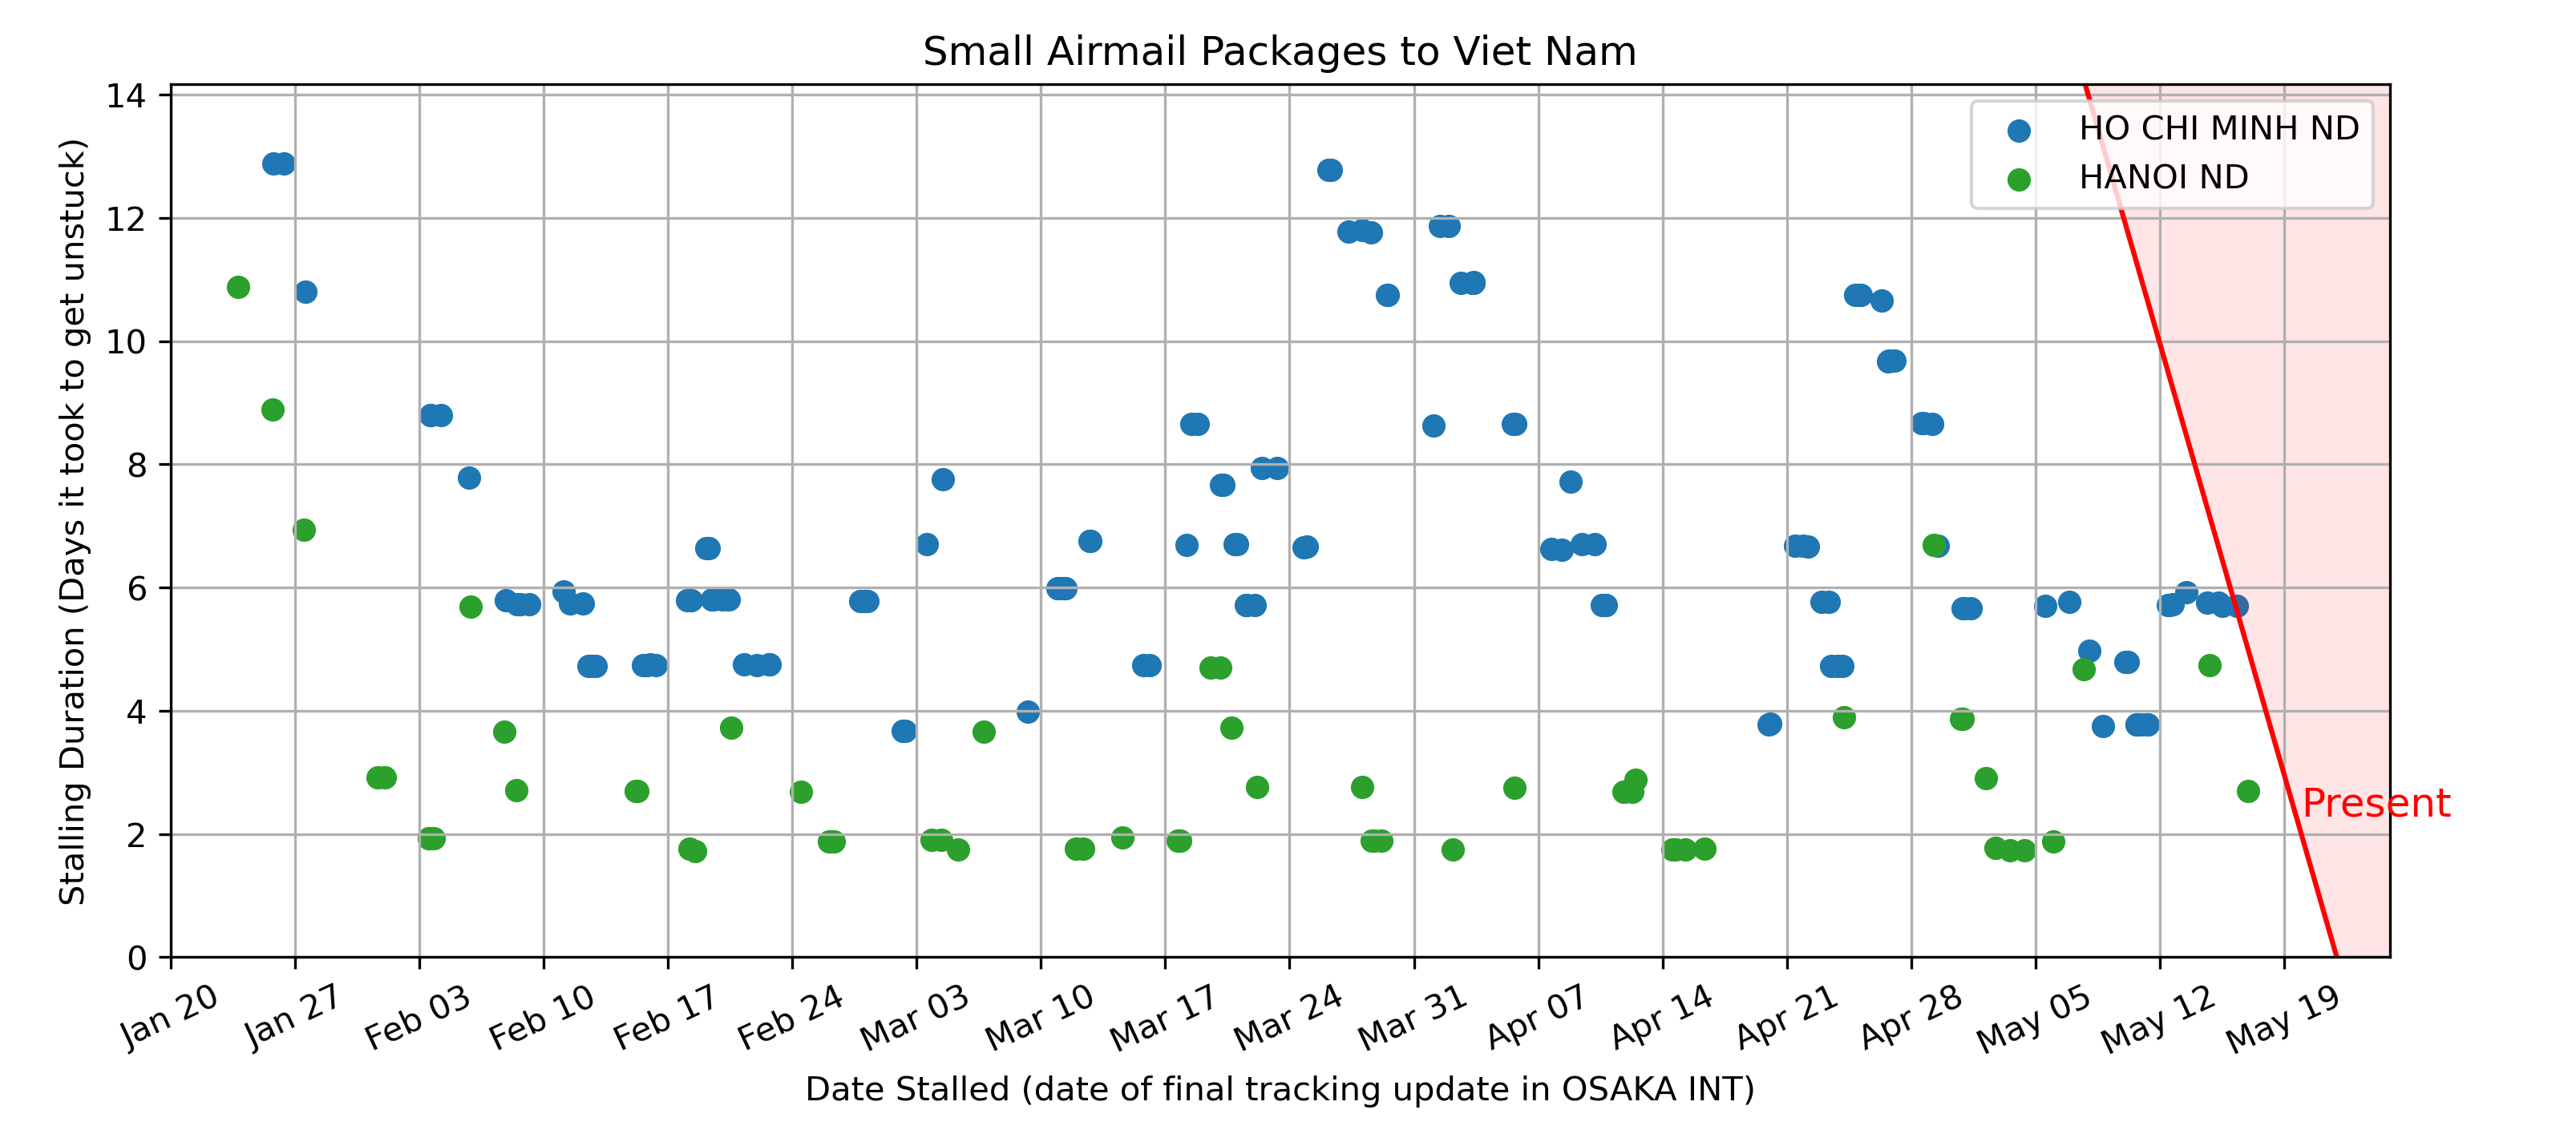 Small Airmail Packages to Viet Nam
Stalling Duration (Days it took to get unstuck)
14
12
10
8
6
4
2
0
HO CHI MINH ND
HANOI ND
Present
Jan 20
Jan 27
Feb 03
Feb 10
Feb 17
Feb 24
Mar 03
Mar 10
Mar 17
Mar 24
Mar 31
Apr 07
Apr 14
Apr 21
Apr 28
May 05
May 12
May 19
Date Stalled (date of final tracking update in OSAKA INT)